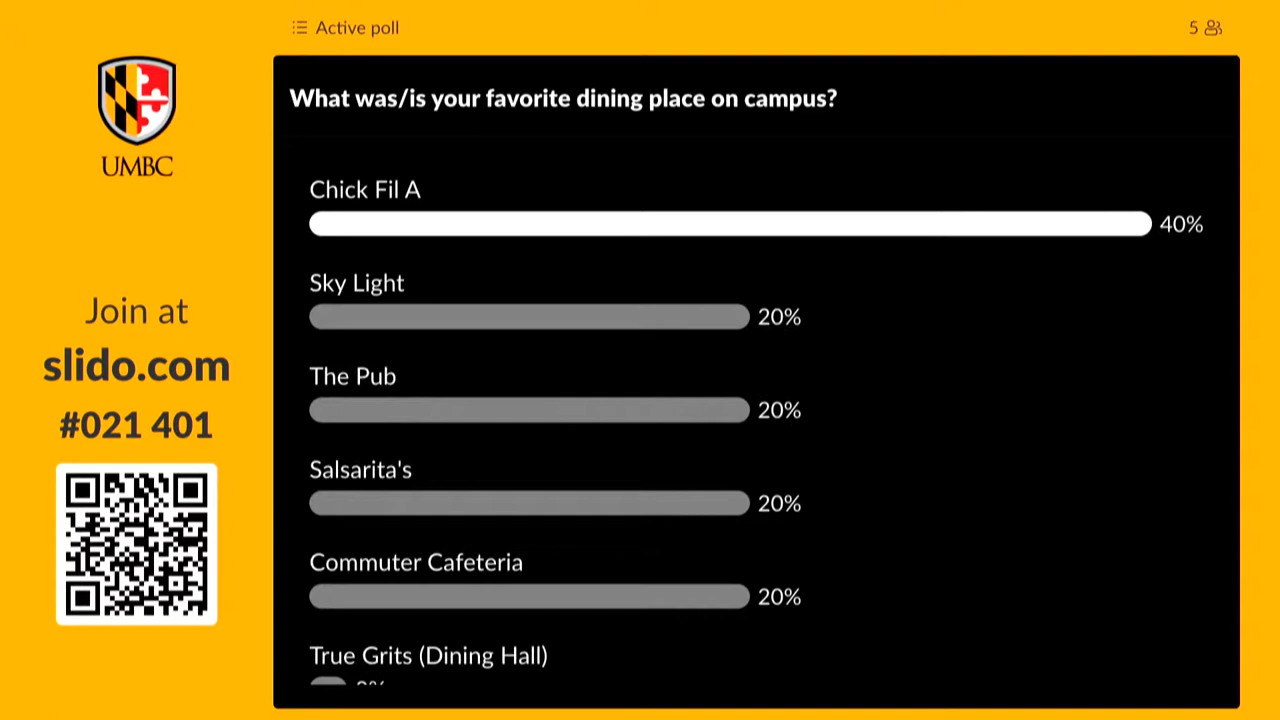 Active poll
5
UMBC
Join at
slido.com
#021 401
What was/is your favorite dining place on campus?
Chick Fil A
40%
Sky Light
20%
The Pub
20%
Salsarita's
20%
Commuter Cafeteria
20%
True Grits (Dining Hall)